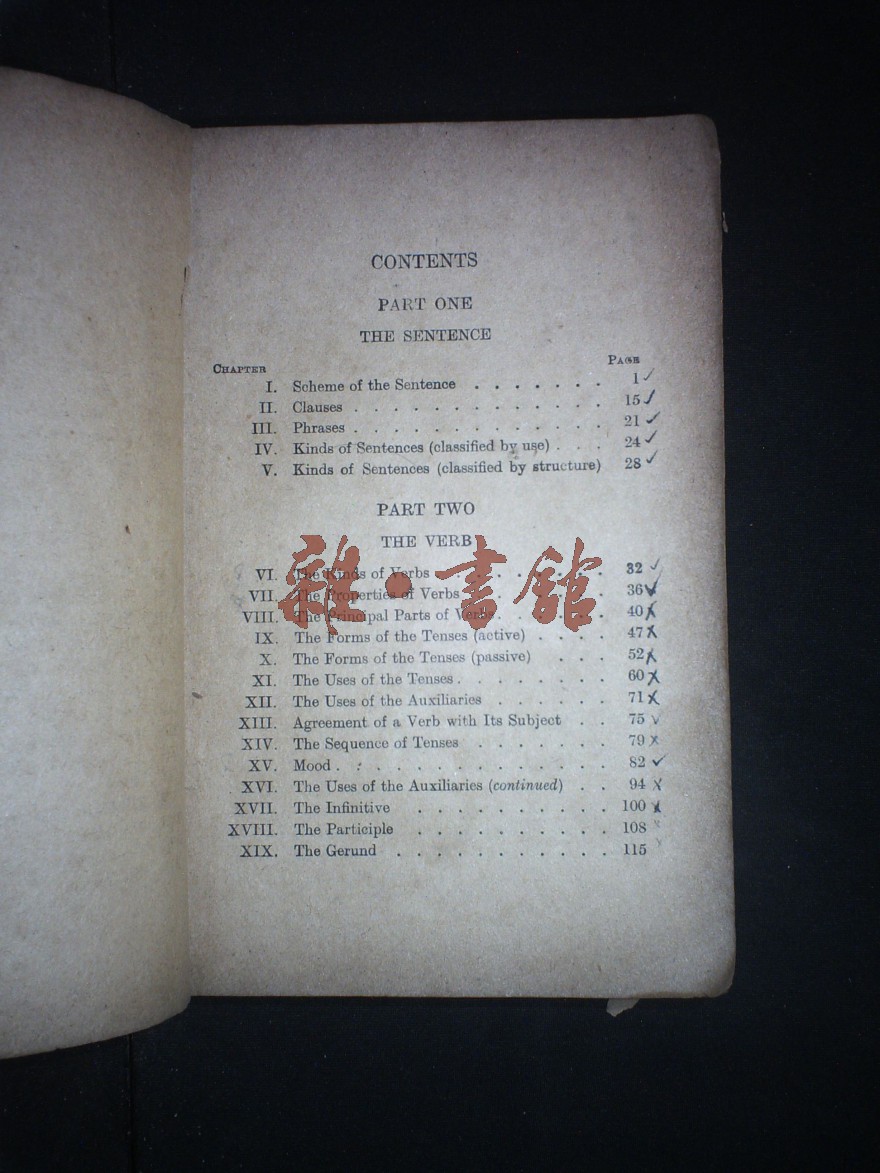 CONTENTS
PART ONE
THE SENTENCE
CHAPTER PAGE
I. Scheme of the Sentence . . . . . . . 1
II. Clauses . . . . . . . . . . . . 15
III. Phrases . . . . . . . . . . . . 21
IV. Kinds of Sentences (classified by use) . . . 24
V. Kinds of Sentences (classified by structure) 28
PART TWO
THE VERB
雜·書館
VI. The Kinds of Verbs . . . . . . . . 32
VII. The Properties of Verbs . . . . . . . 36
VIII. The Principal Parts of Verbs . . . . . . 40
IX. The Forms of the Tenses (active) . . . . 47
X. The Forms of the Tenses (passive) . . . 52
XI. The Uses of the Tenses . . . . . . . . 60
XII. The Uses of the Auxiliaries . . . . . . 71
XIII. Agreement of a Verb with Its Subject . . 75
XIV. The Sequence of Tenses . . . . . . . 79
XV. Mood . . . . . . . . . . . . . 82
XVI. The Uses of the Auxiliaries (continued) . . 94
XVII. The Infinitive . . . . . . . . . . 100
XVIII. The Participle . . . . . . . . . . 108
XIX. The Gerund . . . . . . . . . . . 115